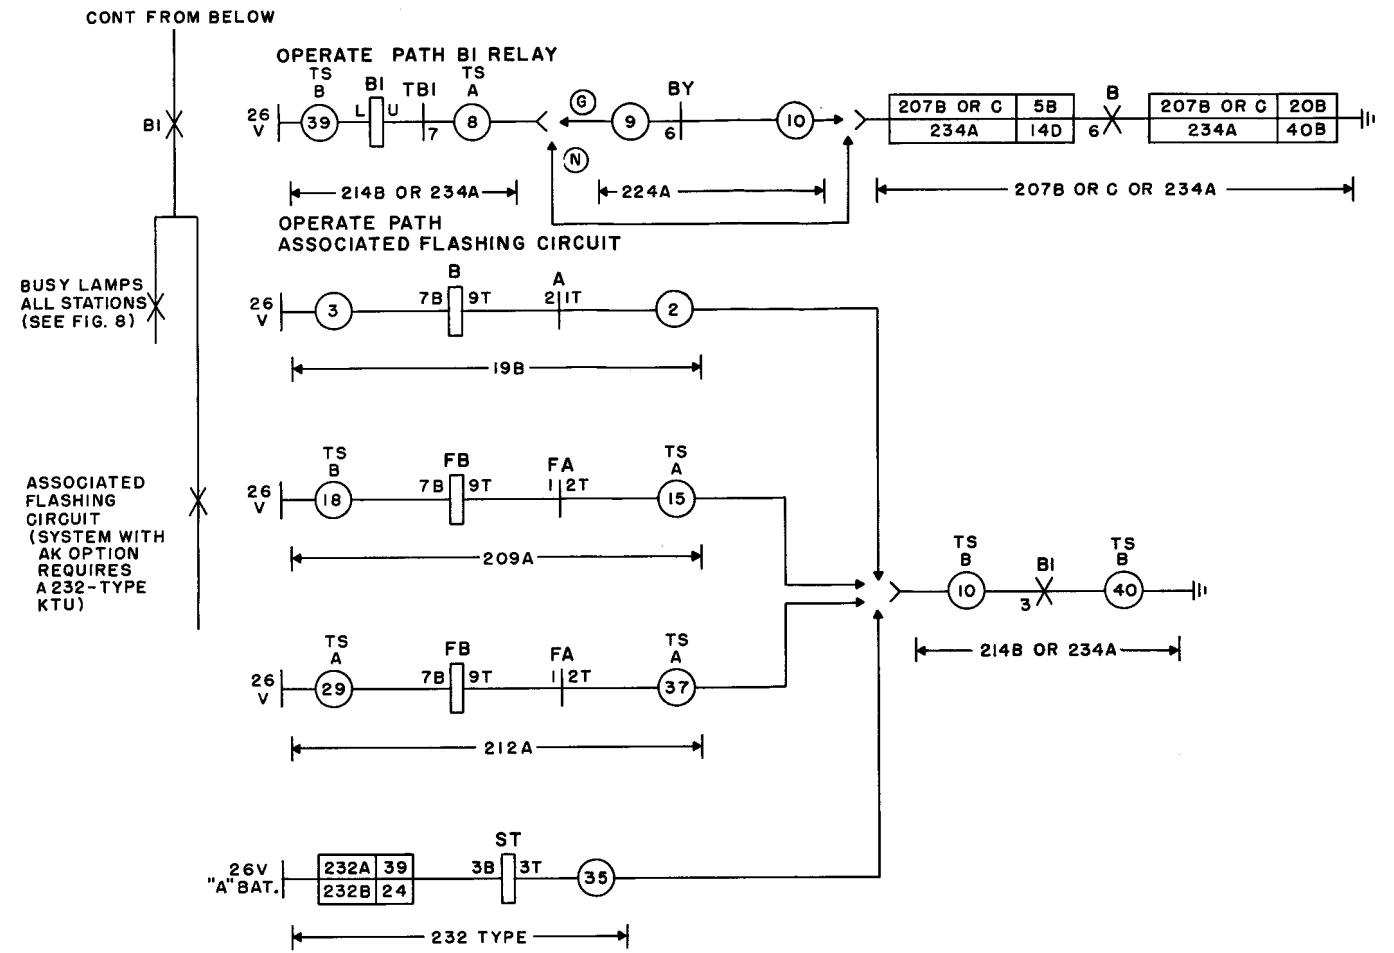 CONT FROM BELOW
OPERATE PATH B1 RELAY
TS B
B1
TB1
TS A
26 V
39
L
U
7
8
G
9
BY
6
10
207B OR C
5B
234A
14D
B
6
207B OR C
20B
234A
40B
B1
N
214B OR 234A
224A
207B OR C OR 234A
OPERATE PATH
ASSOCIATED FLASHING CIRCUIT
BUSY LAMPS
ALL STATIONS
(SEE FIG. 8)
26 V
3
B
7B
9T
A
2
1T
2
19B
ASSOCIATED
FLASHING
CIRCUIT
(SYSTEM WITH
AK OPTION
REQUIRES
A 232-TYPE
KTU)
TS B
FB
FA
TS A
26 V
18
7B
9T
1
2T
15
209A
TS B
B1
TS B
10
3
40
214B OR 234A
TS A
FB
FA
TS A
26 V
29
7B
9T
1
2T
37
212A
ST
26V
"A" BAT.
232A
39
232B
24
3B
3T
35
232 TYPE